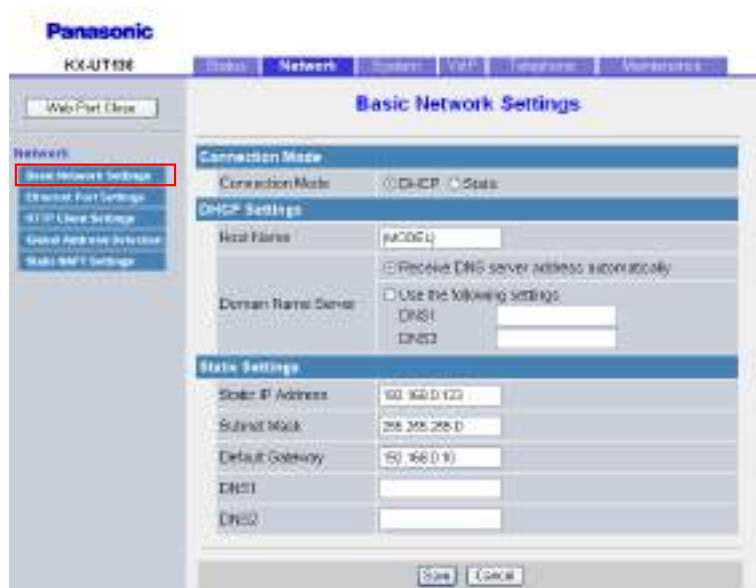 Panasonic
KX-UT136
Status Network System VoIP Telephone Maintenance
Web Port Close
Basic Network Settings
Network
Basic Network Settings
Ethernet Port Settings
HTTP Client Settings
Global Address Detection
Static NAPT Settings
Connection Mode
Connection Mode DHCP Static
DHCP Settings
Host Name {MODEL}
Domain Name Server
Receive DNS server address automatically
Use the following settings
DNS1
DNS2
Static Settings
Static IP Address 192.168.0.123
Subnet Mask 255.255.255.0
Default Gateway 192.168.0.10
DNS1
DNS2
Save Cancel